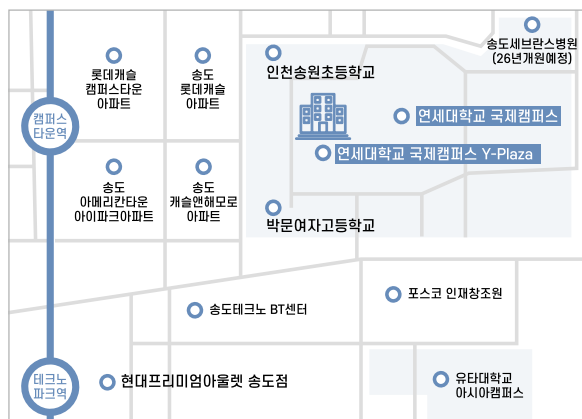 송도세브란스병원
(26년개원예정)
롯데캐슬
캠퍼스타운
아파트
송도
롯데캐슬
아파트
인천송원초등학교
캠퍼스
타운역
연세대학교 국제캠퍼스
연세대학교 국제캠퍼스 Y-Plaza
송도
아메리칸타운
아이파크아파트
송도
캐슬앤해모로
아파트
박문여자고등학교
포스코 인재창조원
송도테크노 BT센터
테크노
파크역
현대프리미엄아울렛 송도점
유타대학교
아시아캠퍼스